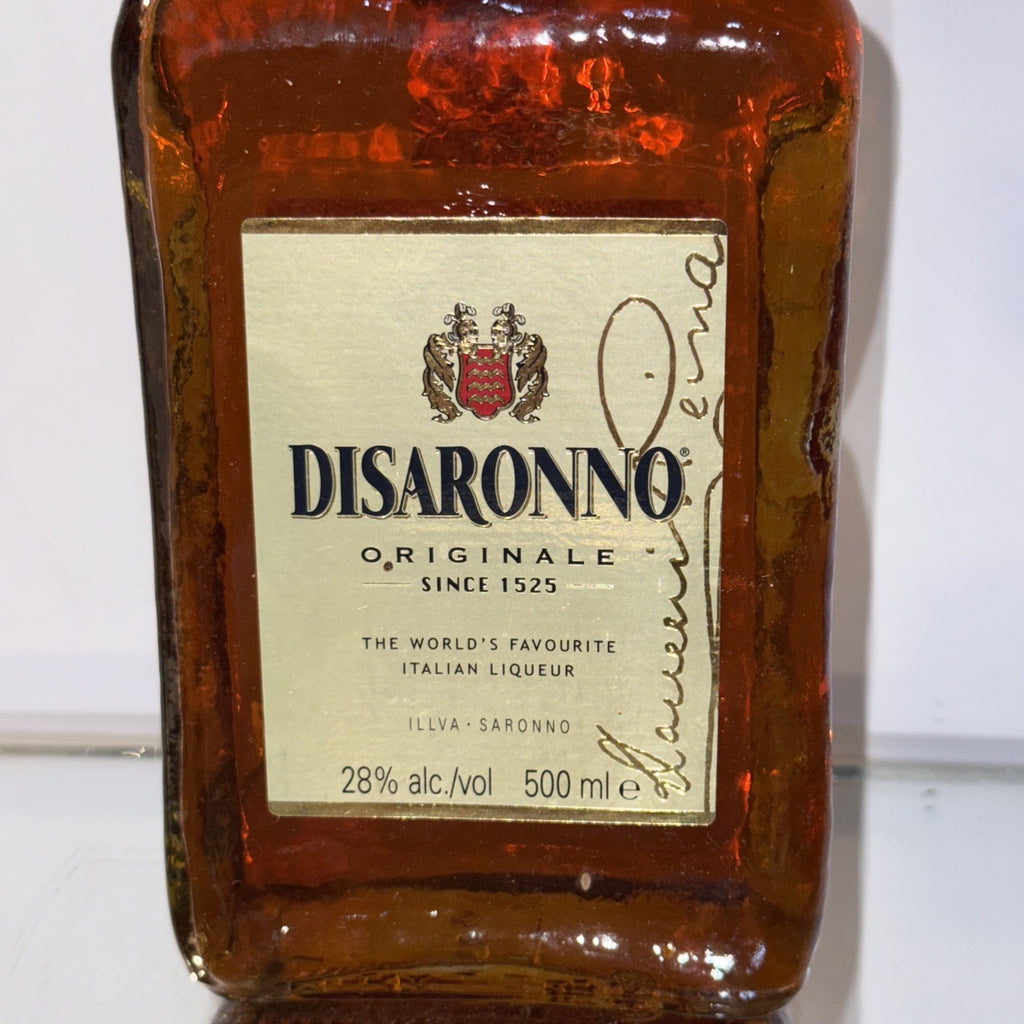 DISARONNO®
ORIGINALE
SINCE 1525
THE WORLD'S FAVOURITE
ITALIAN LIQUEUR
ILLVA · SARONNO
28% alc./vol 500 ml ℮